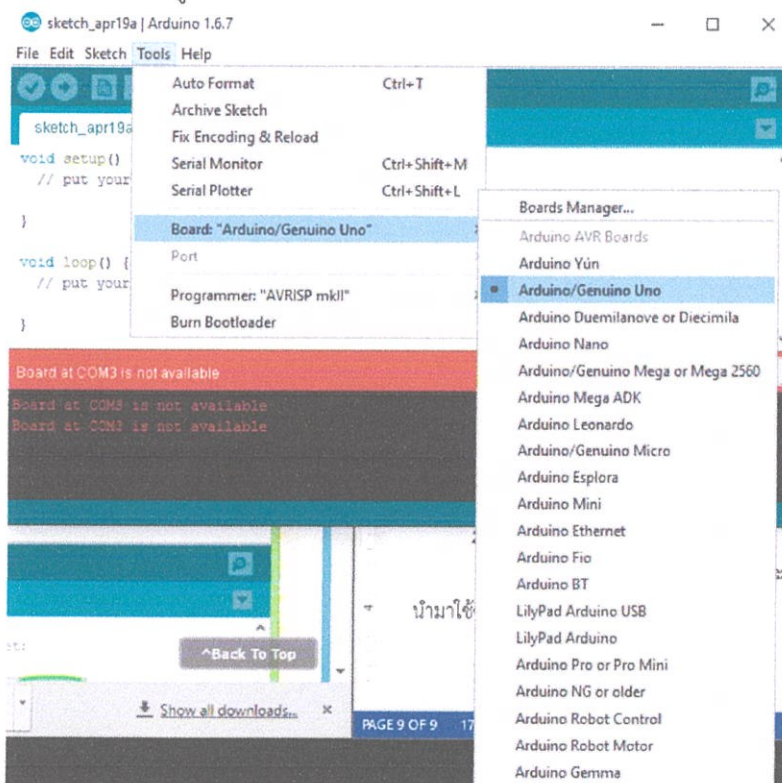 sketch_apr19a | Arduino 1.6.7
File Edit Sketch Tools Help
sketch_apr19a
void setup()
// put your
}
void loop() {
// put your
}
Auto Format Ctrl+T
Archive Sketch
Fix Encoding & Reload
Serial Monitor Ctrl+Shift+M
Serial Plotter Ctrl+Shift+L
Board: "Arduino/Genuino Uno"
Port
Programmer: "AVRISP mkII"
Burn Bootloader
Boards Manager...
Arduino AVR Boards
Arduino Yún
Arduino/Genuino Uno
Arduino Duemilanove or Diecimila
Arduino Nano
Arduino/Genuino Mega or Mega 2560
Arduino Mega ADK
Arduino Leonardo
Arduino/Genuino Micro
Arduino Esplora
Arduino Mini
Arduino Ethernet
Arduino Fio
Arduino BT
LilyPad Arduino USB
LilyPad Arduino
Arduino Pro or Pro Mini
Arduino NG or older
Arduino Robot Control
Arduino Robot Motor
Arduino Gemma
Board at COM3 is not available
Board at COM3 is not available
Board at COM3 is not available
นำมาใช้
^Back To Top
Show all downloads...
PAGE 9 OF 9 17